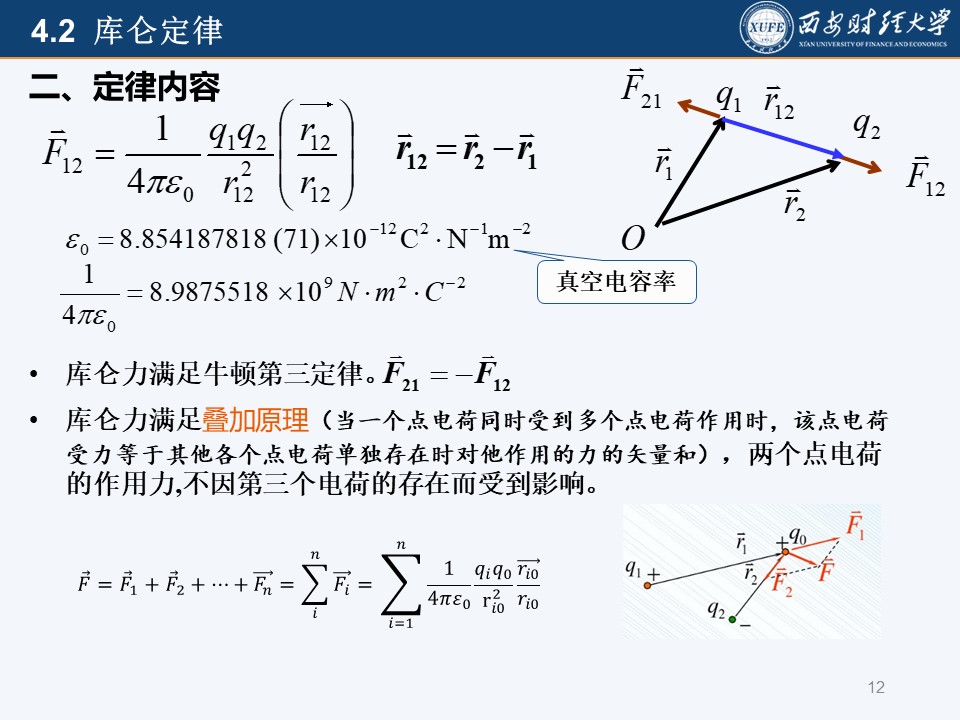 4.2 库仑定律
XUFE
西安财经大学
XI'AN UNIVERSITY OF FINANCE AND ECONOMICS
二、定律内容
$\vec{F}_{12} = \frac{1}{4\pi\varepsilon_0} \frac{q_1 q_2}{r_{12}^2} \left( \frac{\overrightarrow{r_{12}}}{r_{12}} \right)$ $\vec{r}_{12} = \vec{r}_2 - \vec{r}_1$
$\vec{F}_{21}$ $q_1$ $\vec{r}_{12}$ $q_2$
$\vec{r}_1$ $\vec{F}_{12}$
$\vec{r}_2$
O
$\varepsilon_0 = 8.854187818 (71) \times 10^{-12} C^2 \cdot N^{-1} m^{-2}$
真空电容率
$\frac{1}{4\pi\varepsilon_0} = 8.9875518 \times 10^9 N \cdot m^2 \cdot C^{-2}$
• 库仑力满足牛顿第三定律。$\vec{F}_{21} = -\vec{F}_{12}$
• 库仑力满足叠加原理（当一个点电荷同时受到多个点电荷作用时，该点电荷
受力等于其他各个点电荷单独存在时对他作用的力的矢量和），两个点电荷
的作用力,不因第三个电荷的存在而受到影响。
$\vec{F} = \vec{F}_1 + \vec{F}_2 + \cdots + \overrightarrow{F_n} = \sum_{i}^{n} \overrightarrow{F_i} = \sum_{i=1}^{n} \frac{1}{4\pi\varepsilon_0} \frac{q_i q_0}{r_{i0}^2} \frac{\overrightarrow{r_{i0}}}{r_{i0}}$
$\vec{r}_1$ + $q_0$ $\vec{F}_1$
$q_1$ + $\vec{r}_2$ $\vec{F}_2$ $\vec{F}$
$q_2$ −
12